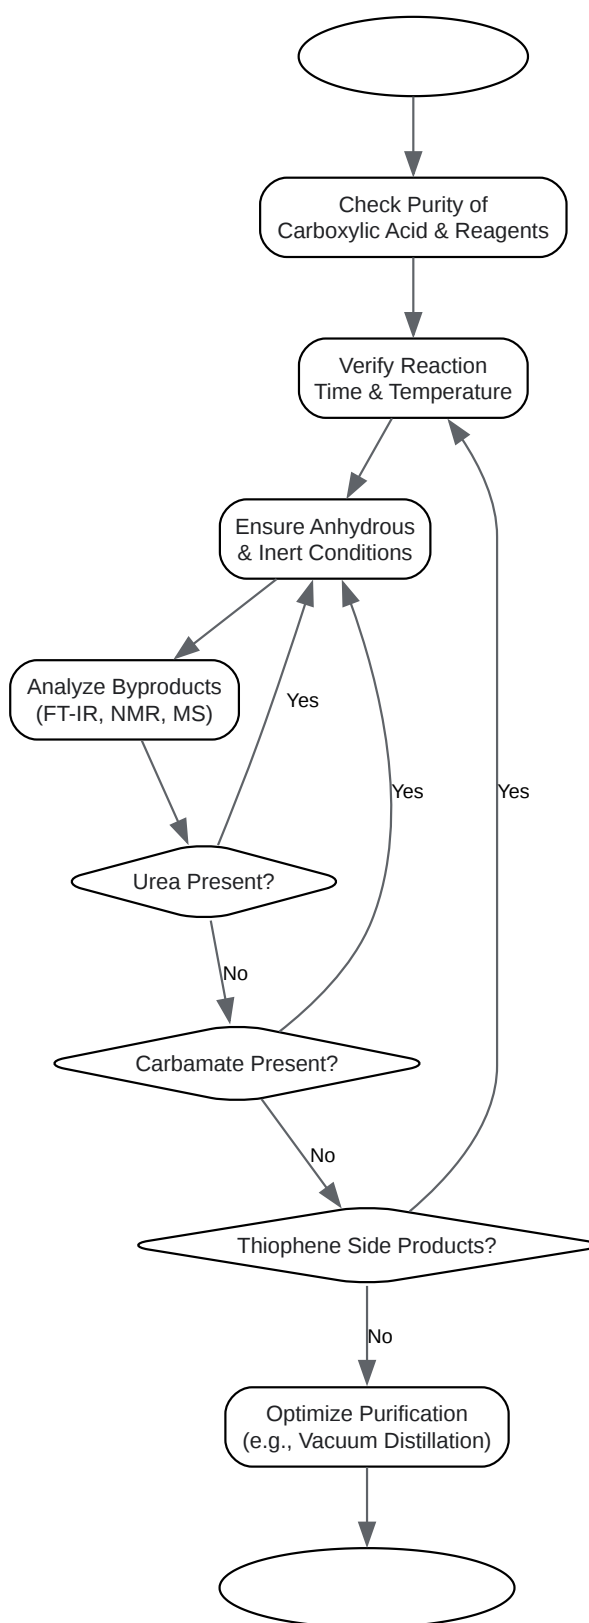 Check Purity of
Carboxylic Acid & Reagents
Verify Reaction
Time & Temperature
Ensure Anhydrous
& Inert Conditions
Analyze Byproducts
(FT-IR, NMR, MS)
Yes
Yes
Yes
Urea Present?
No
Carbamate Present?
No
Thiophene Side Products?
No
Optimize Purification
(e.g., Vacuum Distillation)